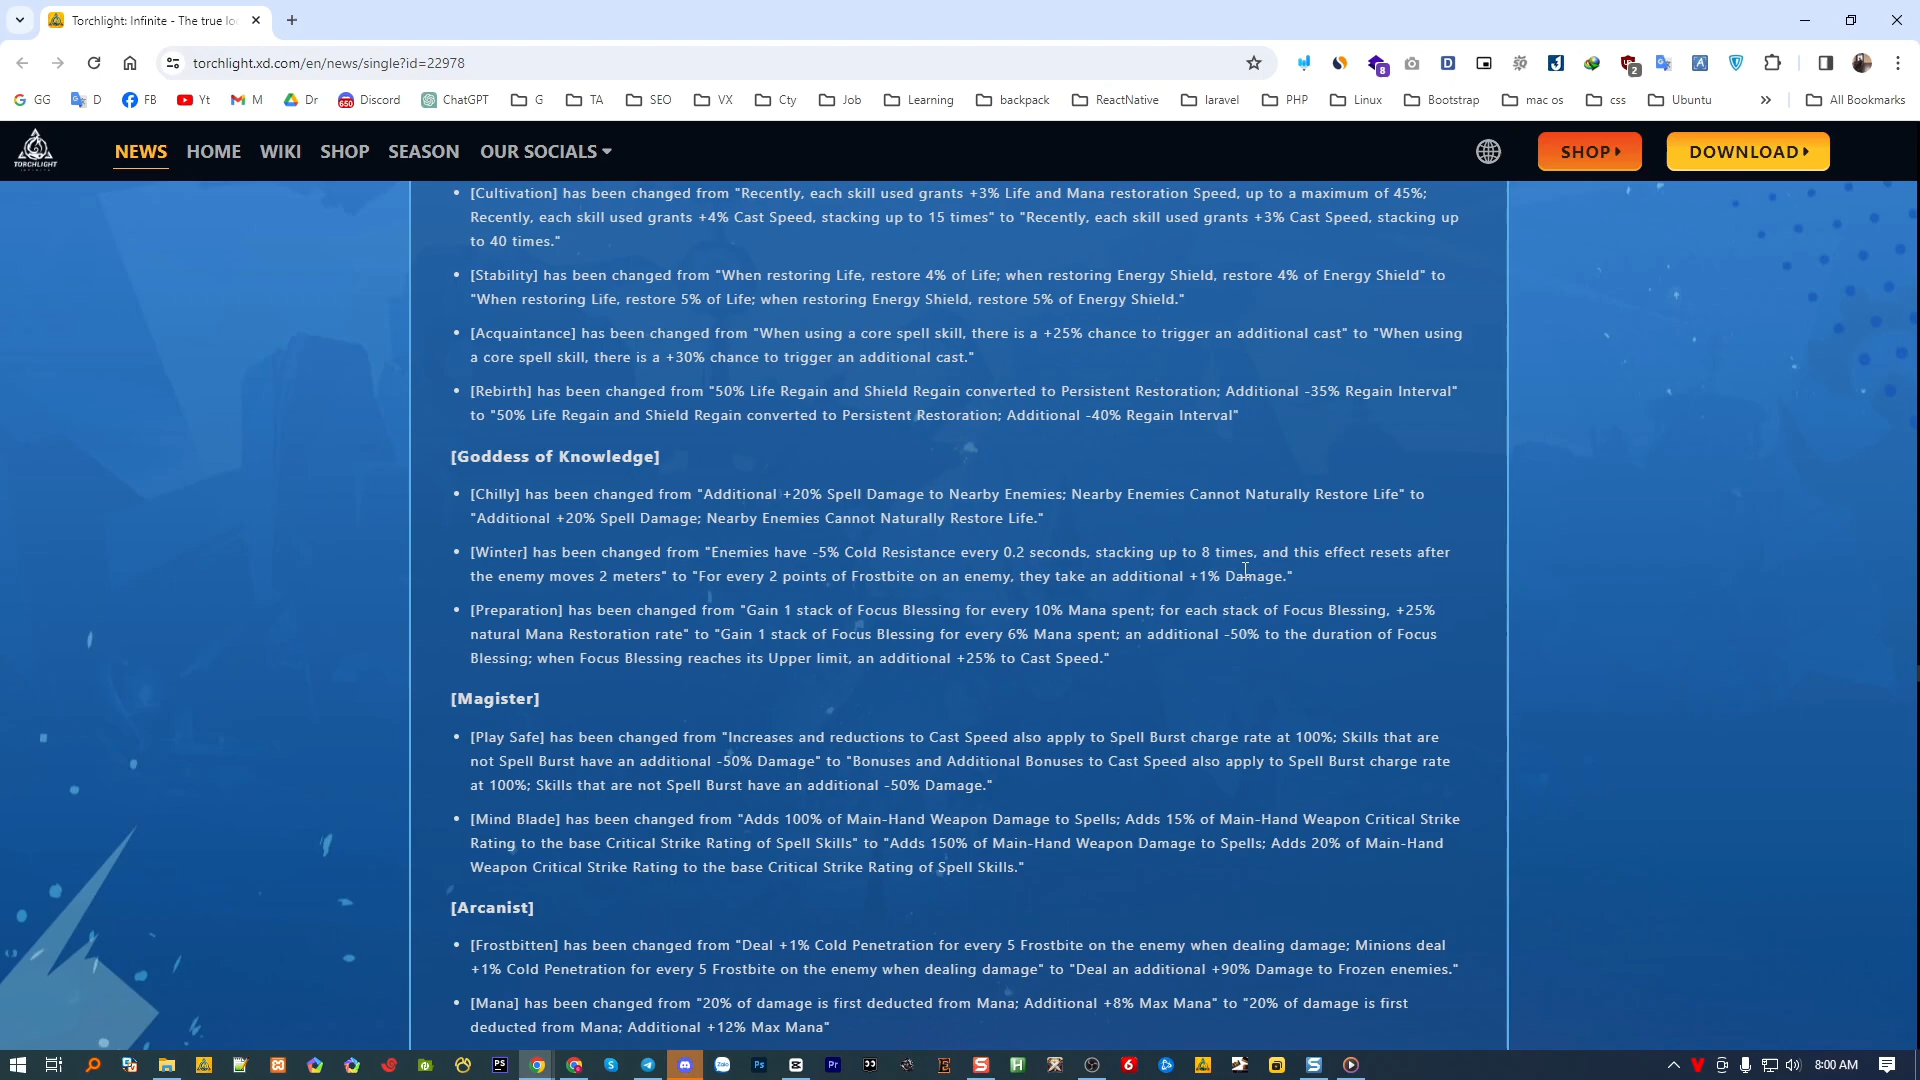 Torchlight: Infinite - The true lo
torchlight.xd.com/en/news/single?id=22978
8
2
GG
D
FB
Yt
M
Dr
Discord
ChatGPT
G
TA
SEO
VX
Cty
Job
Learning
backpack
ReactNative
laravel
PHP
Linux
Bootstrap
mac os
css
Ubuntu
All Bookmarks
TORCHLIGHT
NEWS HOME WIKI SHOP SEASON OUR SOCIALS
SHOP
DOWNLOAD
• [Cultivation] has been changed from "Recently, each skill used grants +3% Life and Mana restoration Speed, up to a maximum of 45%;
Recently, each skill used grants +4% Cast Speed, stacking up to 15 times" to "Recently, each skill used grants +3% Cast Speed, stacking up
to 40 times."
• [Stability] has been changed from "When restoring Life, restore 4% of Life; when restoring Energy Shield, restore 4% of Energy Shield" to
"When restoring Life, restore 5% of Life; when restoring Energy Shield, restore 5% of Energy Shield."
• [Acquaintance] has been changed from "When using a core spell skill, there is a +25% chance to trigger an additional cast" to "When using
a core spell skill, there is a +30% chance to trigger an additional cast."
• [Rebirth] has been changed from "50% Life Regain and Shield Regain converted to Persistent Restoration; Additional -35% Regain Interval"
to "50% Life Regain and Shield Regain converted to Persistent Restoration; Additional -40% Regain Interval"
[Goddess of Knowledge]
• [Chilly] has been changed from "Additional +20% Spell Damage to Nearby Enemies; Nearby Enemies Cannot Naturally Restore Life" to
"Additional +20% Spell Damage; Nearby Enemies Cannot Naturally Restore Life."
• [Winter] has been changed from "Enemies have -5% Cold Resistance every 0.2 seconds, stacking up to 8 times, and this effect resets after
the enemy moves 2 meters" to "For every 2 points of Frostbite on an enemy, they take an additional +1% Damage."
• [Preparation] has been changed from "Gain 1 stack of Focus Blessing for every 10% Mana spent; for each stack of Focus Blessing, +25%
natural Mana Restoration rate" to "Gain 1 stack of Focus Blessing for every 6% Mana spent; an additional -50% to the duration of Focus
Blessing; when Focus Blessing reaches its Upper limit, an additional +25% to Cast Speed."
[Magister]
• [Play Safe] has been changed from "Increases and reductions to Cast Speed also apply to Spell Burst charge rate at 100%; Skills that are
not Spell Burst have an additional -50% Damage" to "Bonuses and Additional Bonuses to Cast Speed also apply to Spell Burst charge rate
at 100%; Skills that are not Spell Burst have an additional -50% Damage."
• [Mind Blade] has been changed from "Adds 100% of Main-Hand Weapon Damage to Spells; Adds 15% of Main-Hand Weapon Critical Strike
Rating to the base Critical Strike Rating of Spell Skills" to "Adds 150% of Main-Hand Weapon Damage to Spells; Adds 20% of Main-Hand
Weapon Critical Strike Rating to the base Critical Strike Rating of Spell Skills."
[Arcanist]
• [Frostbitten] has been changed from "Deal +1% Cold Penetration for every 5 Frostbite on the enemy when dealing damage; Minions deal
+1% Cold Penetration for every 5 Frostbite on the enemy when dealing damage" to "Deal an additional +90% Damage to Frozen enemies."
• [Mana] has been changed from "20% of damage is first deducted from Mana; Additional +8% Max Mana" to "20% of damage is first
deducted from Mana; Additional +12% Max Mana"
8:00 AM